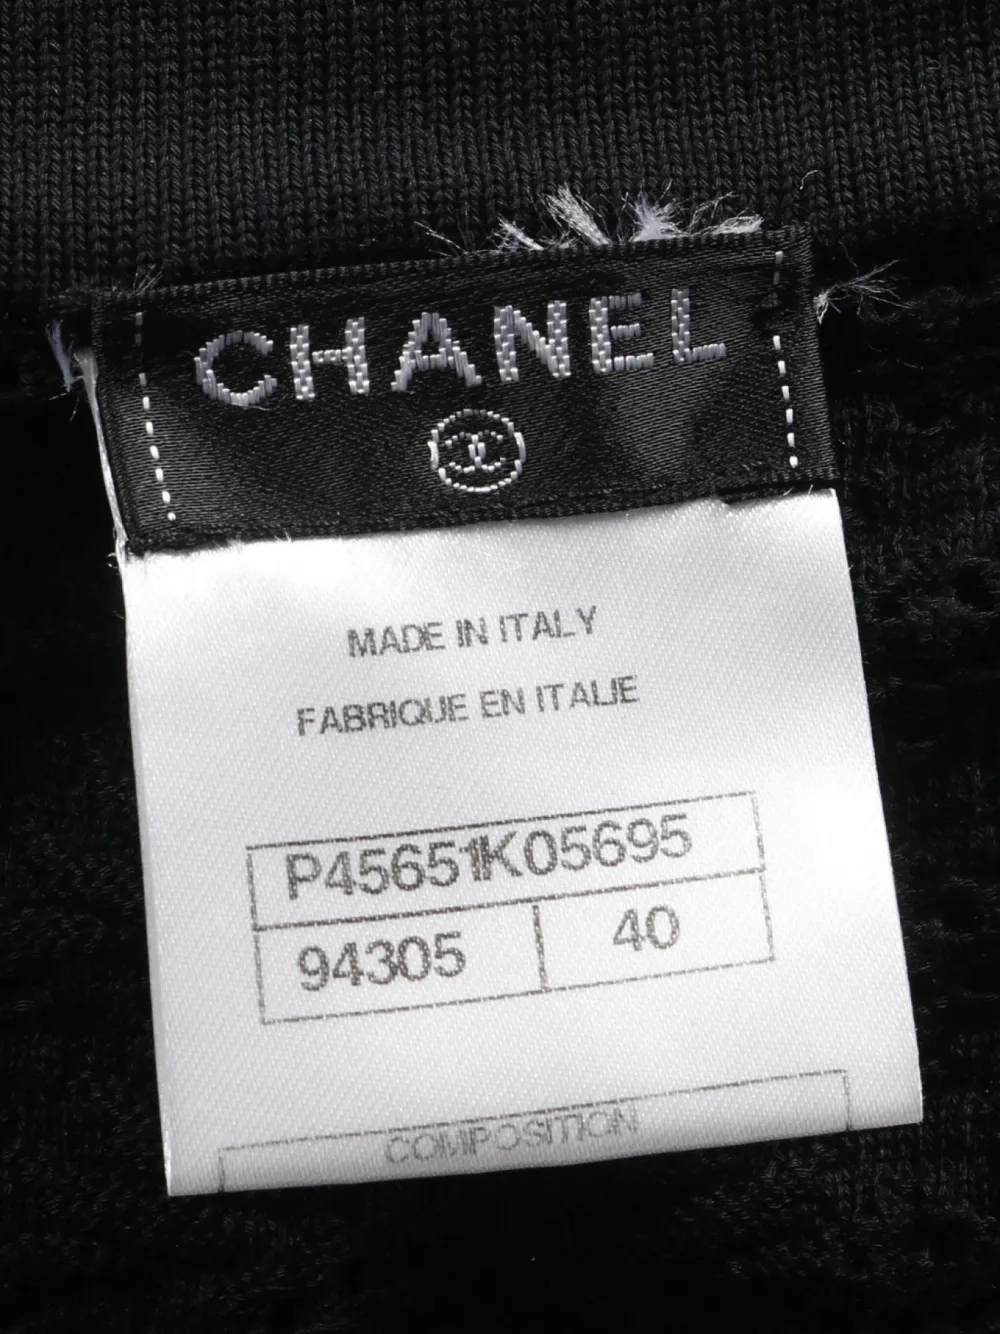 CHANEL
MADE IN ITALY
FABRIQUE EN ITALIE
P45651K05695
94305 40
COMPOSITION